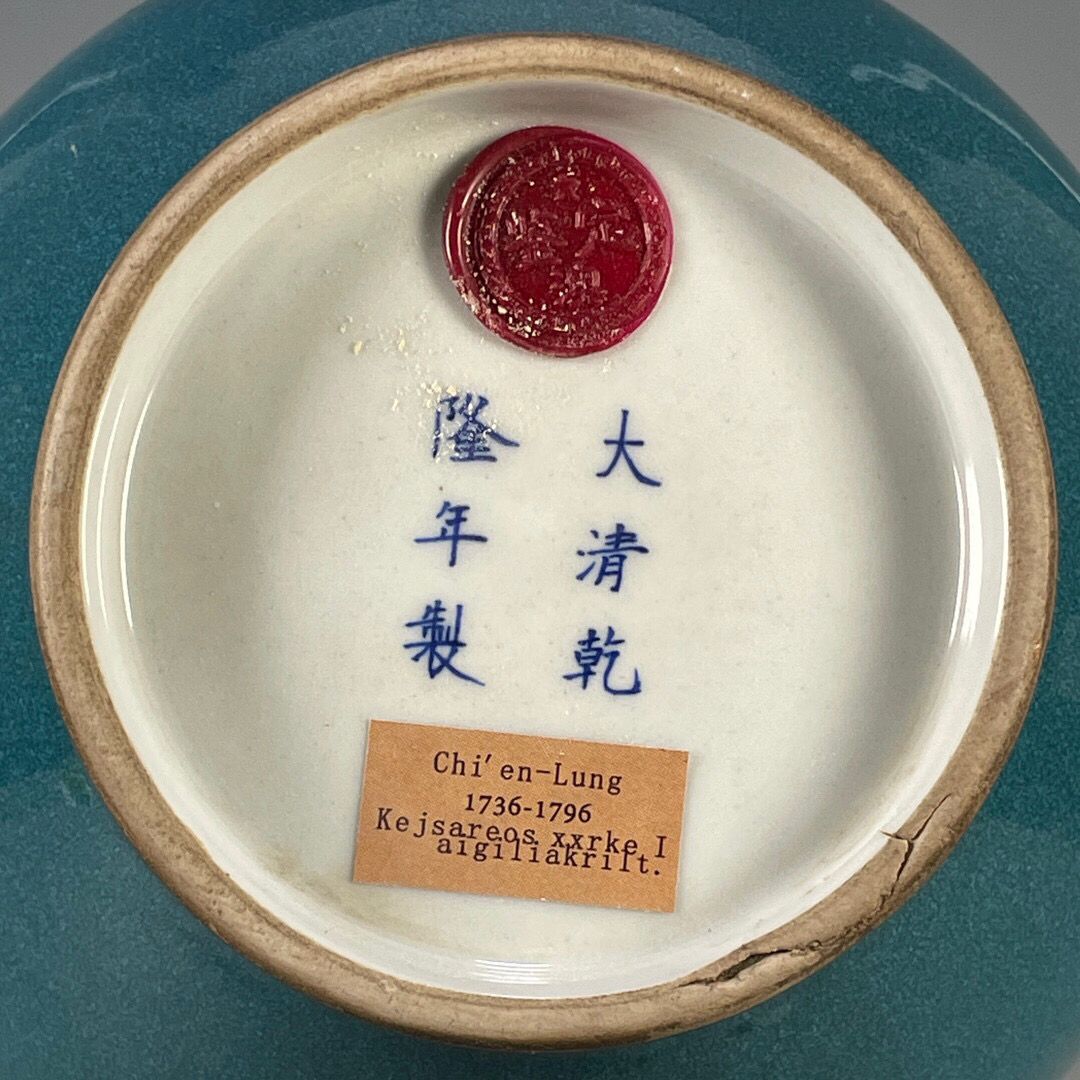 大清乾
隆年製
Chi'en-Lung
1736-1796
Kejsareos xxrke I
aigiliakrilt.